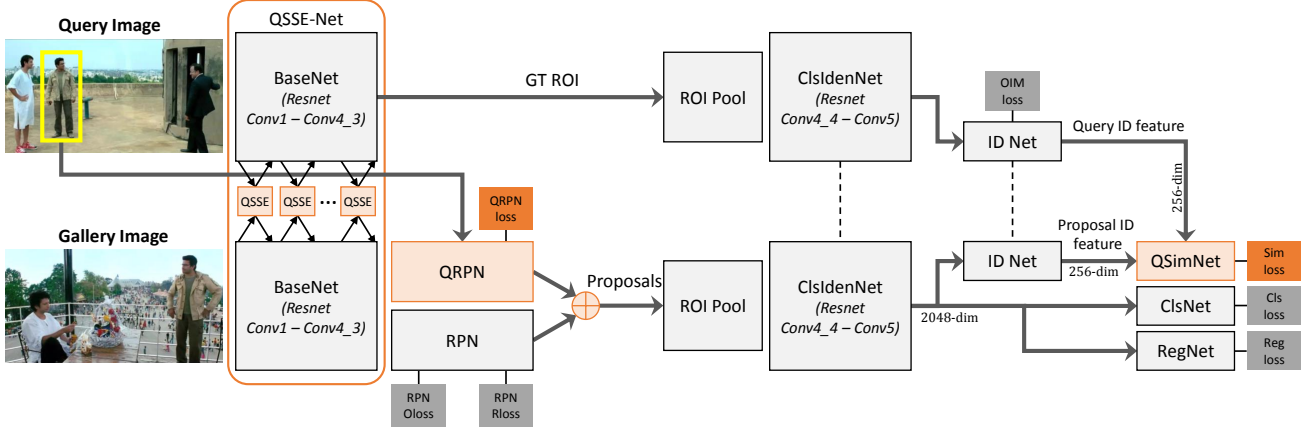 Query Image
QSSE-Net
BaseNet
(Resnet
Conv1 – Conv4_3)
GT ROI
ROI Pool
ClsIdenNet
(Resnet
Conv4_4 – Conv5)
OIM
loss
ID Net
Query ID feature
256-dim
QSSE
QSSE
...
QSSE
Gallery Image
BaseNet
(Resnet
Conv1 – Conv4_3)
QRPN
loss
QRPN
RPN
RPN
Oloss
RPN
Rloss
Proposals
ROI Pool
ClsIdenNet
(Resnet
Conv4_4 – Conv5)
2048-dim
ID Net
Proposal ID
feature
256-dim
QSimNet
Sim
loss
ClsNet
Cls
loss
RegNet
Reg
loss